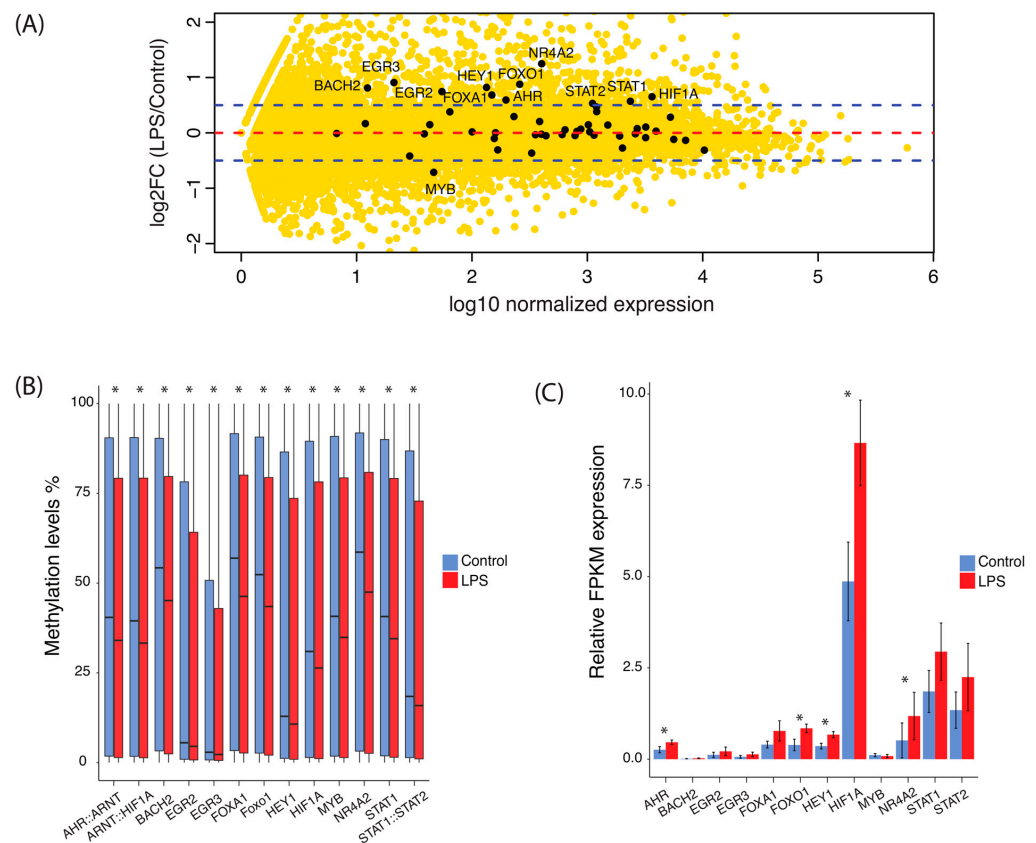 (A)
log2FC (LPS/Control)
2
1
0
−1
−2
NR4A2
EGR3
BACH2
HEY1
FOXO1
EGR2
FOXA1
AHR
STAT2
STAT1
HIF1A
MYB
0
1
2
3
4
5
6
log10 normalized expression
(B)
Methylation levels %
100
75
50
25
0
* * * * * * * * * * * * *
AHR::ARNT
ARNT::HIF1A
BACH2
EGR2
EGR3
FOXA1
Foxo1
HEY1
HIF1A
MYB
NR4A2
STAT1
STAT1::STAT2
Control
LPS
(C)
Relative FPKM expression
10.0
7.5
5.0
2.5
0.0
*
*
*
*
*
AHR
BACH2
EGR2
EGR3
FOXA1
FOXO1
HEY1
HIF1A
MYB
NR4A2
STAT1
STAT2
Control
LPS